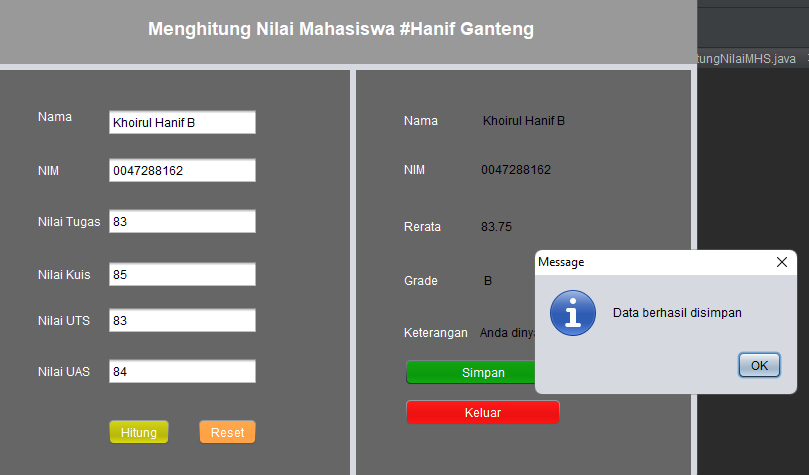 Menghitung Nilai Mahasiswa #Hanif Ganteng
tungNilaiMHS.java
Nama
Khoirul Hanif B
NIM
0047288162
Nilai Tugas
83
Nilai Kuis
85
Nilai UTS
83
Nilai UAS
84
Hitung
Reset
Nama
Khoirul Hanif B
NIM
0047288162
Rerata
83.75
Grade
B
Keterangan
Anda diny
Simpan
Keluar
Message
Data berhasil disimpan
OK